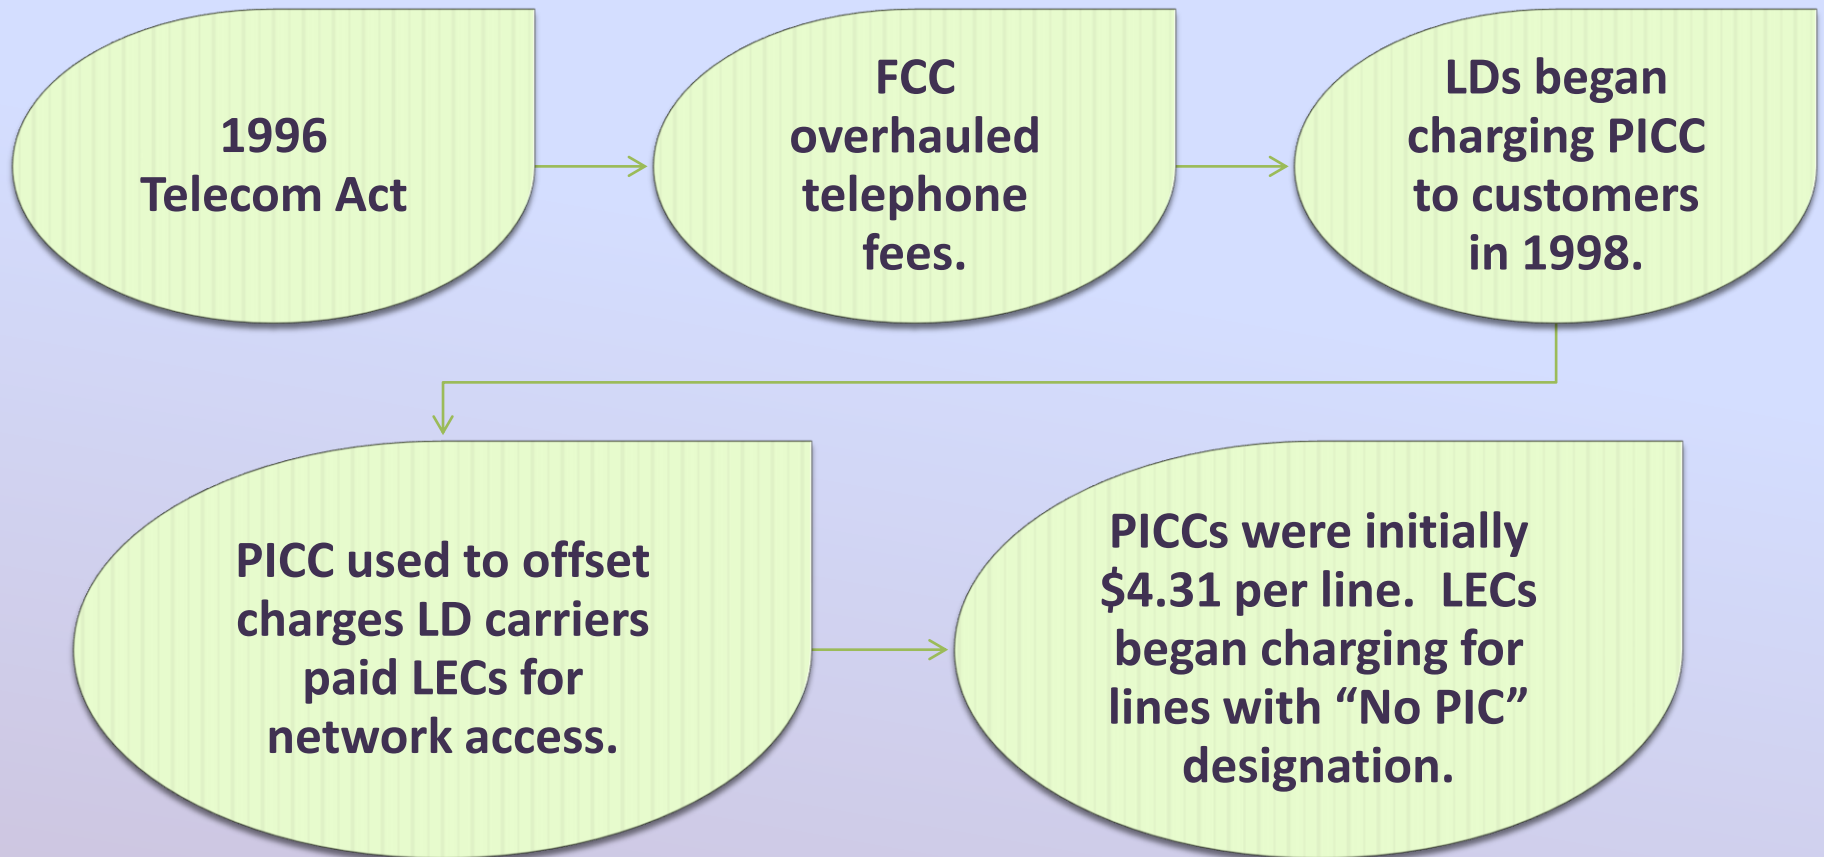 1996
Telecom Act
FCC
overhauled
telephone
fees.
LDs began
charging PICC
to customers
in 1998.
PICC used to offset
charges LD carriers
paid LECs for
network access.
PICCs were initially
$4.31 per line.  LECs
began charging for
lines with “No PIC”
designation.